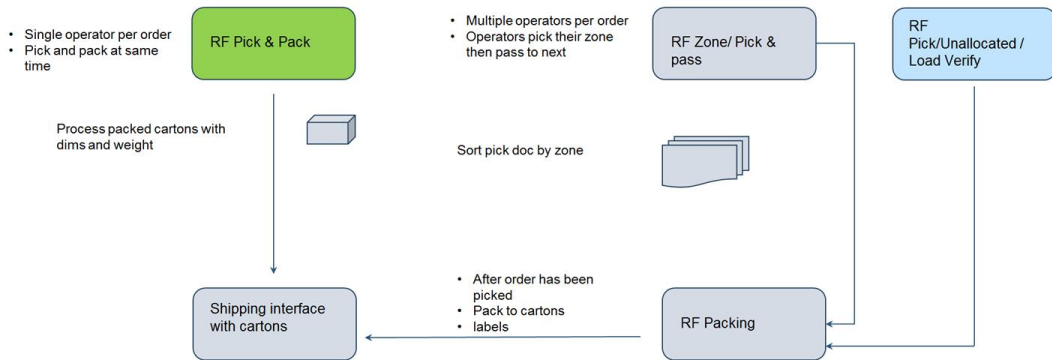 • Single operator per order
• Pick and pack at same
time
RF Pick & Pack
• Multiple operators per order
• Operators pick their zone
then pass to next
RF Zone/ Pick &
pass
RF
Pick/Unallocated /
Load Verify
Process packed cartons with
dims and weight
Sort pick doc by zone
Shipping interface
with cartons
• After order has been
picked
• Pack to cartons
• labels
RF Packing